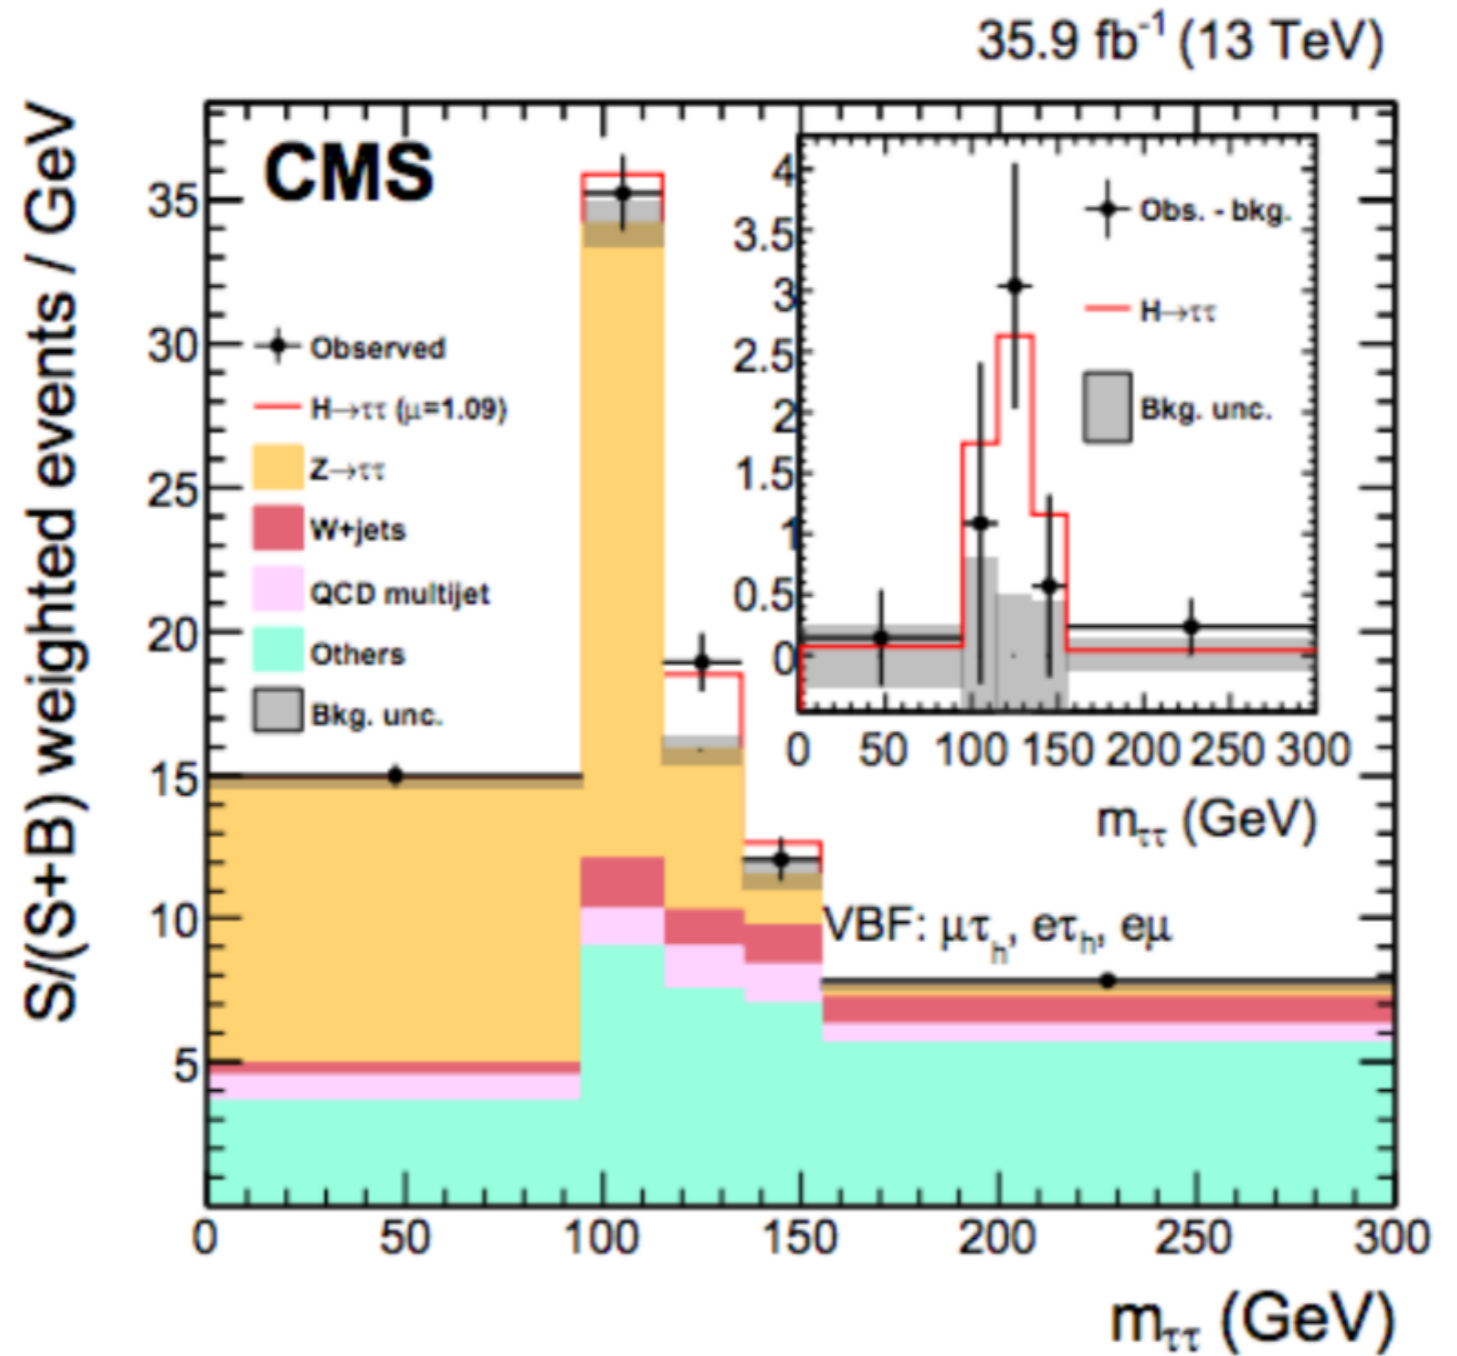 35.9 fb⁻¹ (13 TeV)
S/(S+B) weighted events / GeV
CMS
35
30
25
20
15
10
5
Observed
H→ττ (μ=1.09)
Z→ττ
W+jets
QCD multijet
Others
Bkg. unc.
4
3.5
3
2.5
2
1.5
1
0.5
0
Obs. - bkg.
H→ττ
Bkg. unc.
0 50 100 150 200 250 300
m_ττ (GeV)
VBF: μτ_h, eτ_h, eμ
0 50 100 150 200 250 300
m_ττ (GeV)